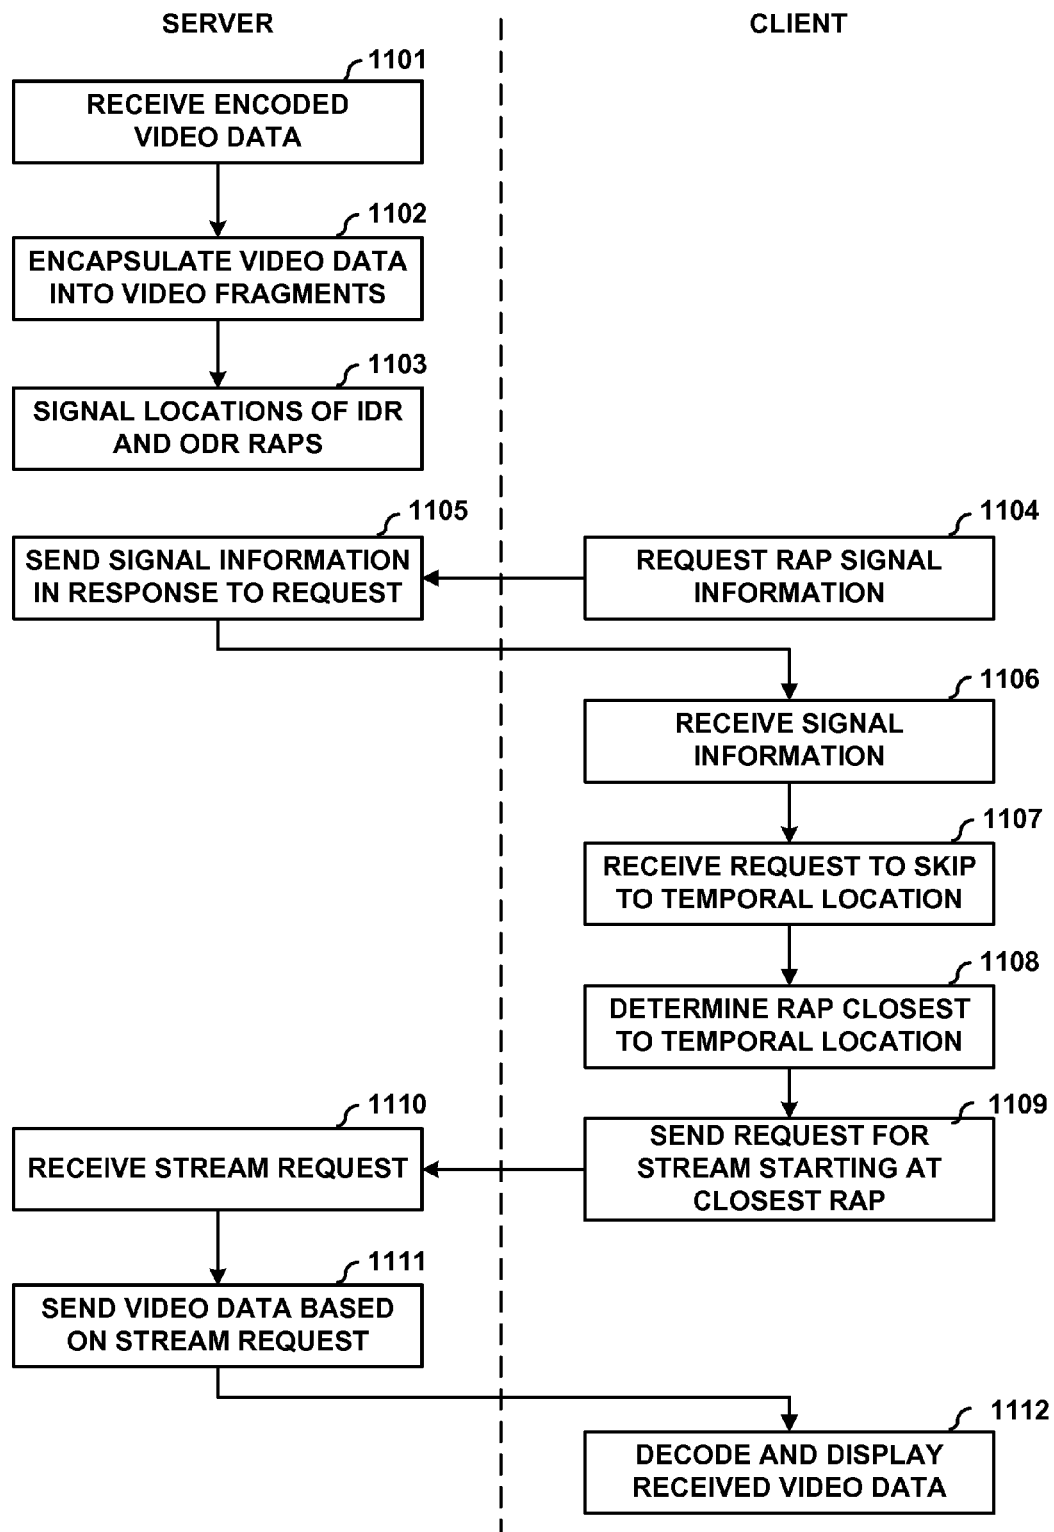 SERVER
CLIENT
1101
RECEIVE ENCODED
VIDEO DATA
1102
ENCAPSULATE VIDEO DATA
INTO VIDEO FRAGMENTS
1103
SIGNAL LOCATIONS OF IDR
AND ODR RAPS
1105
SEND SIGNAL INFORMATION
IN RESPONSE TO REQUEST
1104
REQUEST RAP SIGNAL
INFORMATION
1106
RECEIVE SIGNAL
INFORMATION
1107
RECEIVE REQUEST TO SKIP
TO TEMPORAL LOCATION
1108
DETERMINE RAP CLOSEST
TO TEMPORAL LOCATION
1109
SEND REQUEST FOR
STREAM STARTING AT
CLOSEST RAP
1110
RECEIVE STREAM REQUEST
1111
SEND VIDEO DATA BASED
ON STREAM REQUEST
1112
DECODE AND DISPLAY
RECEIVED VIDEO DATA